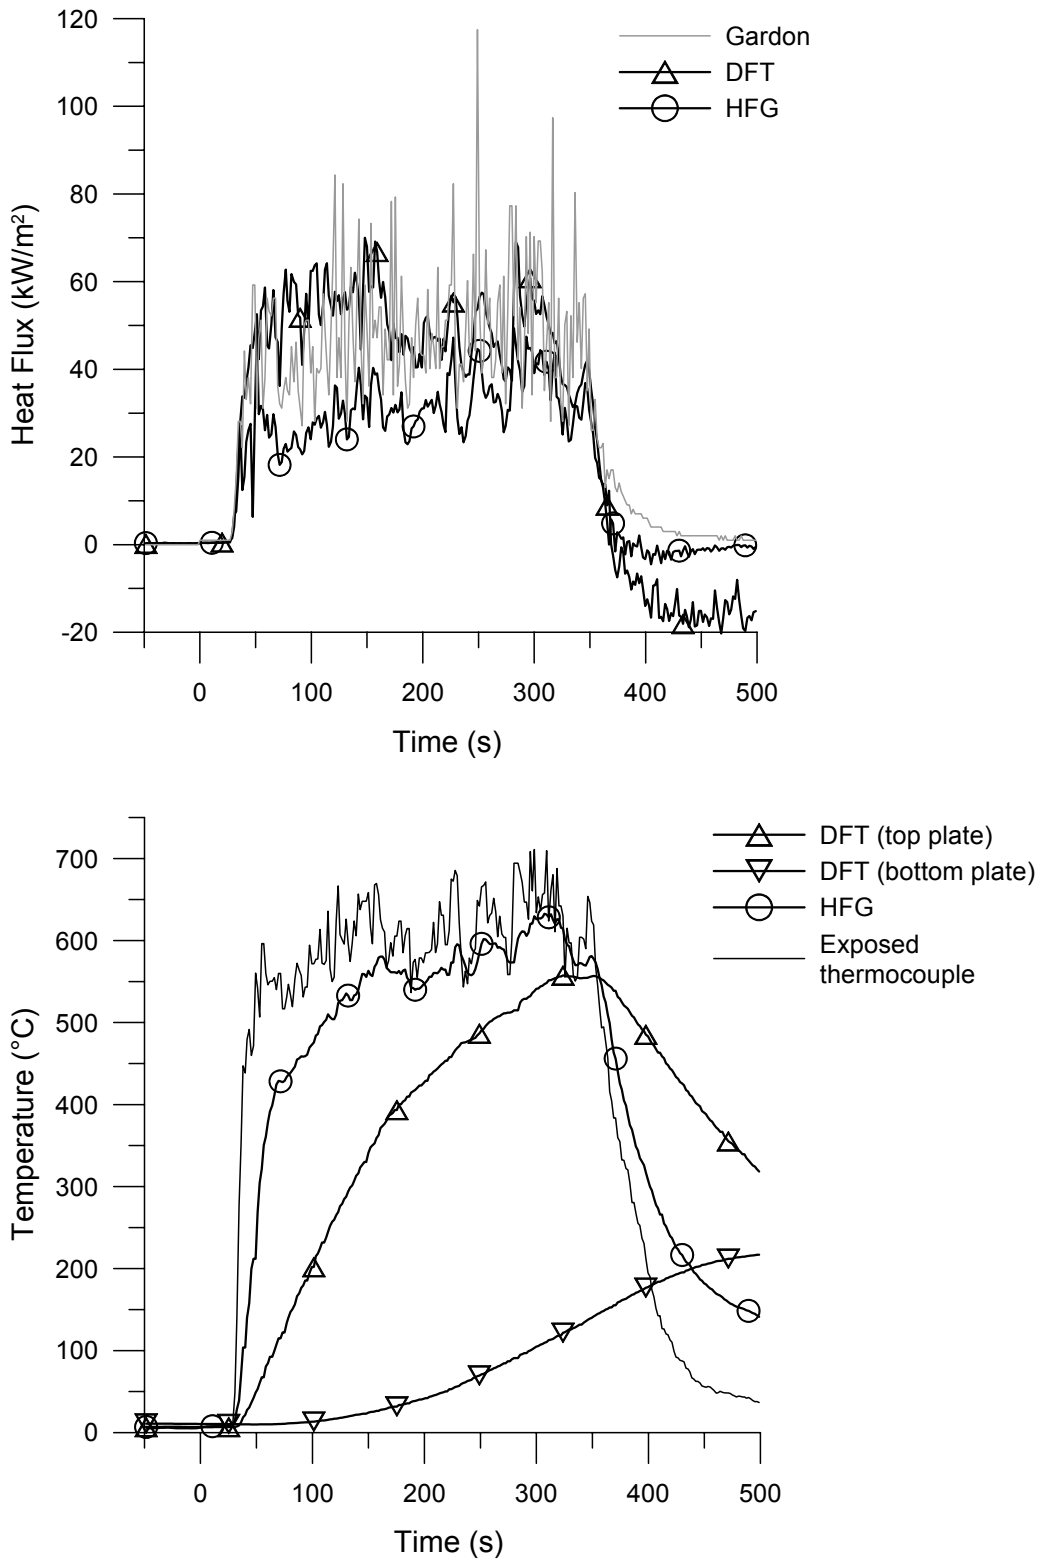 120
100
80
60
40
20
0
-20
Heat Flux (kW/m²)
Gardon
DFT
HFG
0 100 200 300 400 500
Time (s)
700
600
500
400
300
200
100
0
Temperature (°C)
DFT (top plate)
DFT (bottom plate)
HFG
Exposed
thermocouple
0 100 200 300 400 500
Time (s)